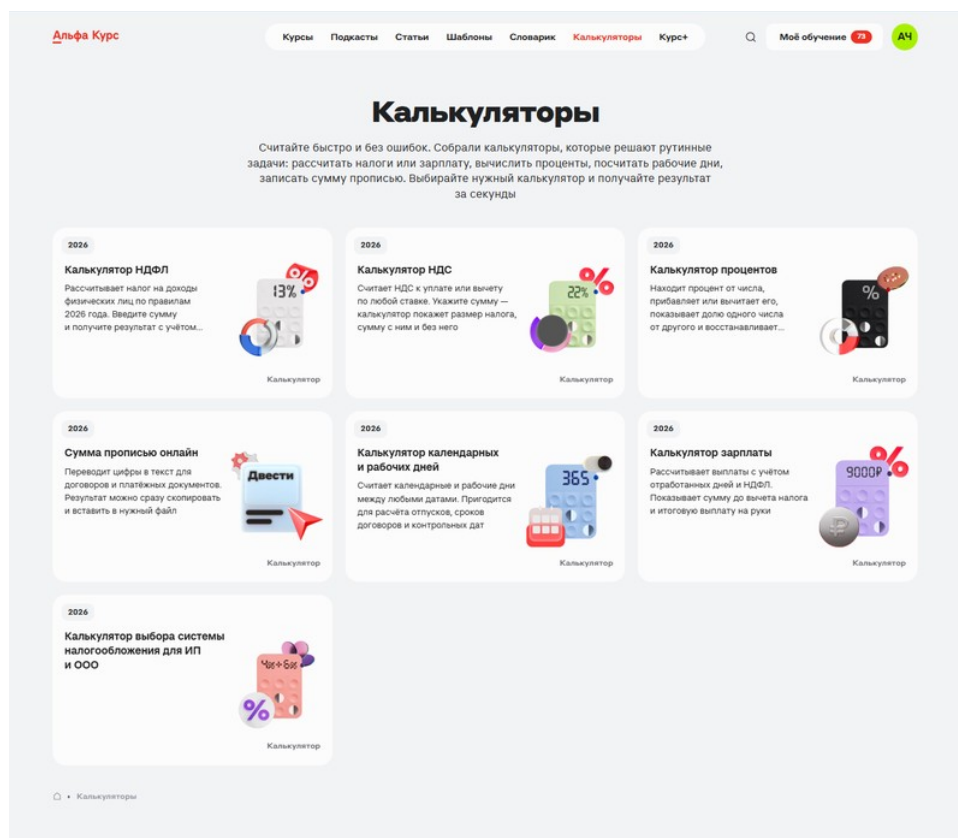 Альфа Курс
Курсы Подкасты Статьи Шаблоны Словарик Калькуляторы Курс+
Моё обучение 73
АЧ
Калькуляторы
Считайте быстро и без ошибок. Собрали калькуляторы, которые решают рутинные
задачи: рассчитать налоги или зарплату, вычислить проценты, посчитать рабочие дни,
записать сумму прописью. Выбирайте нужный калькулятор и получайте результат
за секунды
2026
Калькулятор НДФЛ
Рассчитывает налог на доходы
физических лиц по правилам
2026 года. Введите сумму
и получите результат с учётом...
13%
%
Калькулятор
2026
Калькулятор НДС
Считает НДС к уплате или вычету
по любой ставке. Укажите сумму —
калькулятор покажет размер налога,
сумму с ним и без него
22%
%
Калькулятор
2026
Калькулятор процентов
Находит процент от числа,
прибавляет или вычитает его,
показывает долю одного числа
от другого и восстанавливает...
%
Калькулятор
2026
Сумма прописью онлайн
Переводит цифры в текст для
договоров и платёжных документов.
Результат можно сразу скопировать
и вставить в нужный файл
Двести
Калькулятор
2026
Калькулятор календарных
и рабочих дней
Считает календарные и рабочие дни
между любыми датами. Пригодится
для расчёта отпусков, сроков
договоров и контрольных дат
365
Калькулятор
2026
Калькулятор зарплаты
Рассчитывает выплаты с учётом
отработанных дней и НДФЛ.
Показывает сумму до вычета налога
и итоговую выплату на руки
9000₽
%
₽
Калькулятор
2026
Калькулятор выбора системы
налогообложения для ИП
и ООО
%
Калькулятор
Калькуляторы